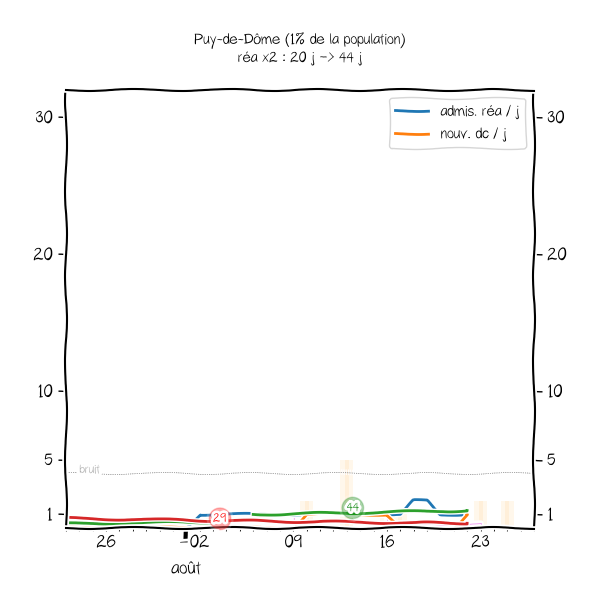 Puy-de-Dôme (1% de la population)
réa x2 : 20 j -> 44 j
admis. réa / j
nouv. dc / j
30
30
20
20
10
10
5
5
bruit
1
1
29
44
26
02
09
16
23
août